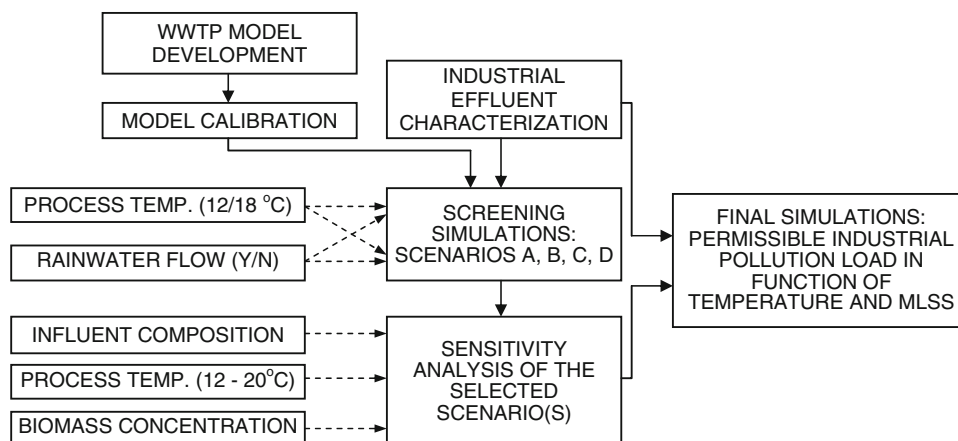 WWTP MODEL
DEVELOPMENT
MODEL CALIBRATION
INDUSTRIAL
EFFLUENT
CHARACTERIZATION
PROCESS TEMP. (12/18 °C)
RAINWATER FLOW (Y/N)
SCREENING
SIMULATIONS:
SCENARIOS A, B, C, D
INFLUENT COMPOSITION
PROCESS TEMP. (12 - 20°C)
BIOMASS CONCENTRATION
SENSITIVITY
ANALYSIS OF THE
SELECTED
SCENARIO(S)
FINAL SIMULATIONS:
PERMISSIBLE INDUSTRIAL
POLLUTION LOAD IN
FUNCTION OF
TEMPERATURE AND MLSS